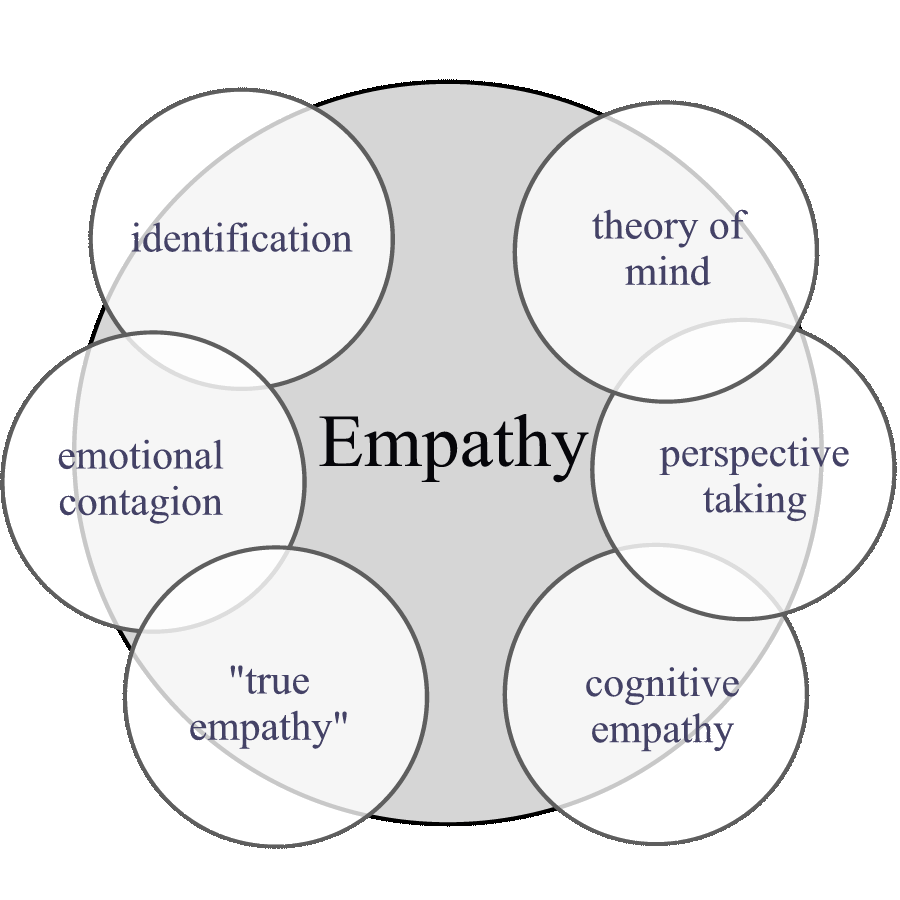 identification
theory of
mind
emotional
contagion
Empathy
perspective
taking
"true
empathy"
cognitive
empathy